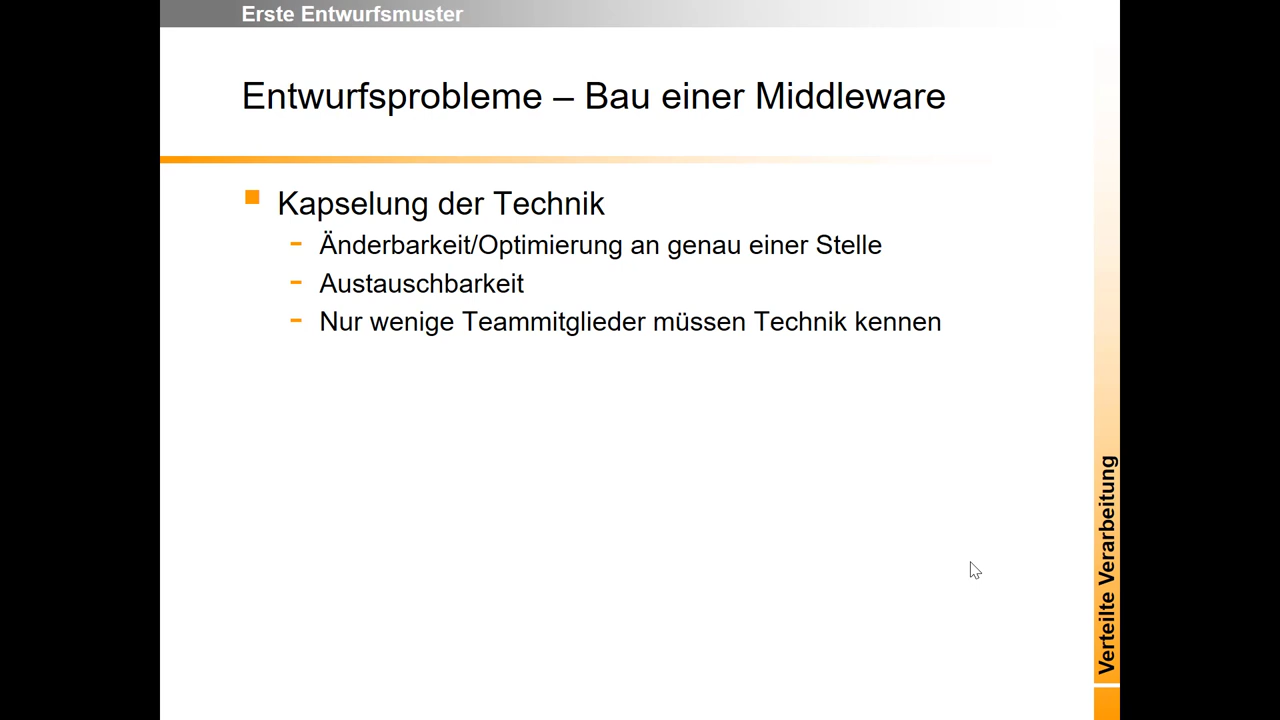 Erste Entwurfsmuster
Entwurfsprobleme – Bau einer Middleware
Kapselung der Technik
Änderbarkeit/Optimierung an genau einer Stelle
Austauschbarkeit
Nur wenige Teammitglieder müssen Technik kennen
Verteilte Verarbeitung